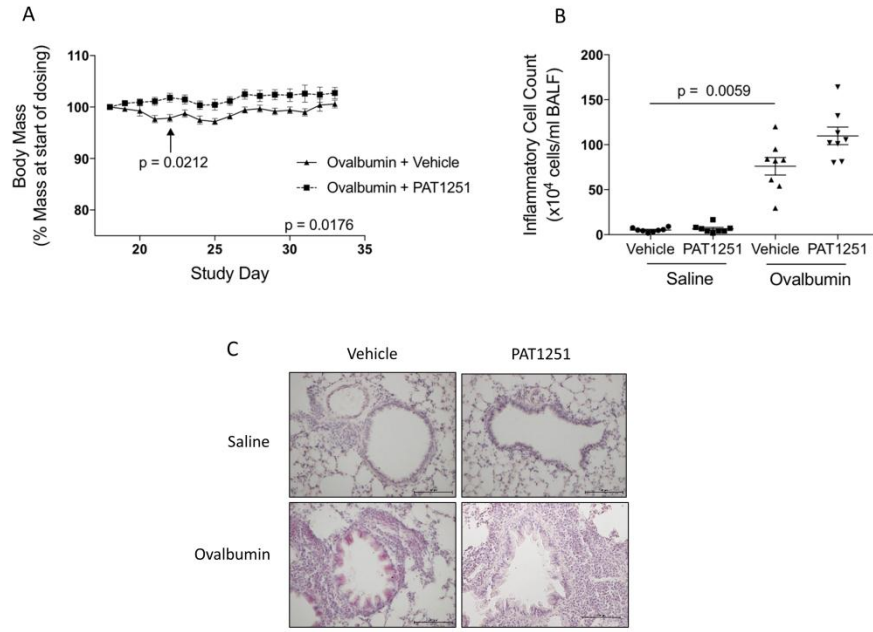 A
110
100
90
80
Body Mass
(% Mass at start of dosing)
p = 0.0212
Ovalbumin + Vehicle
Ovalbumin + PAT1251
p = 0.0176
20
25
30
35
Study Day
B
200
150
100
50
0
Inflammatory Cell Count
(x10⁴ cells/ml BALF)
p = 0.0059
Vehicle PAT1251 Vehicle PAT1251
Saline Ovalbumin
C
Vehicle PAT1251
Saline
Ovalbumin